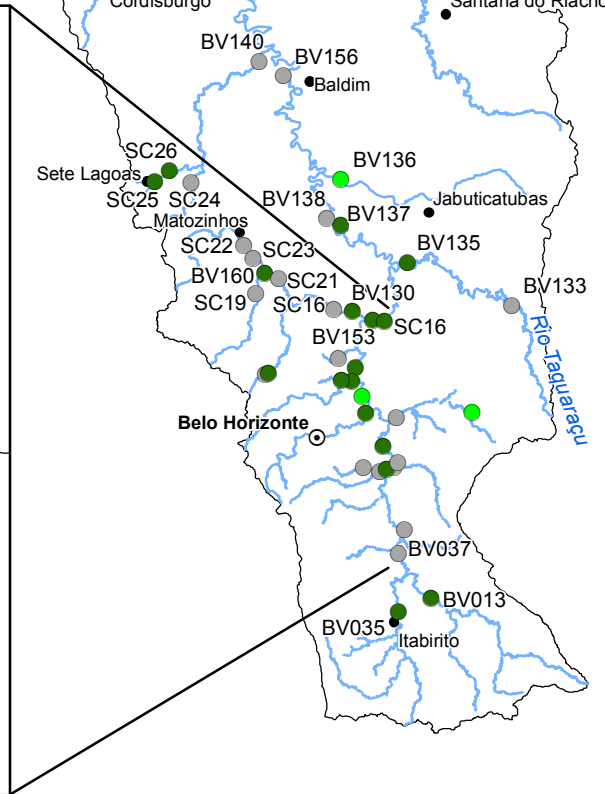 Cordisburgo
Santana do Riacho
BV140
BV156
Baldim
SC26
BV136
Sete Lagoas
SC25
SC24
Jabuticatubas
BV138
BV137
Matozinhos
SC22
SC23
BV135
BV160
SC21
SC19
SC16
BV130
BV133
SC16
BV153
Rio Taquaraçu
Belo Horizonte
BV037
BV013
BV035
Itabirito